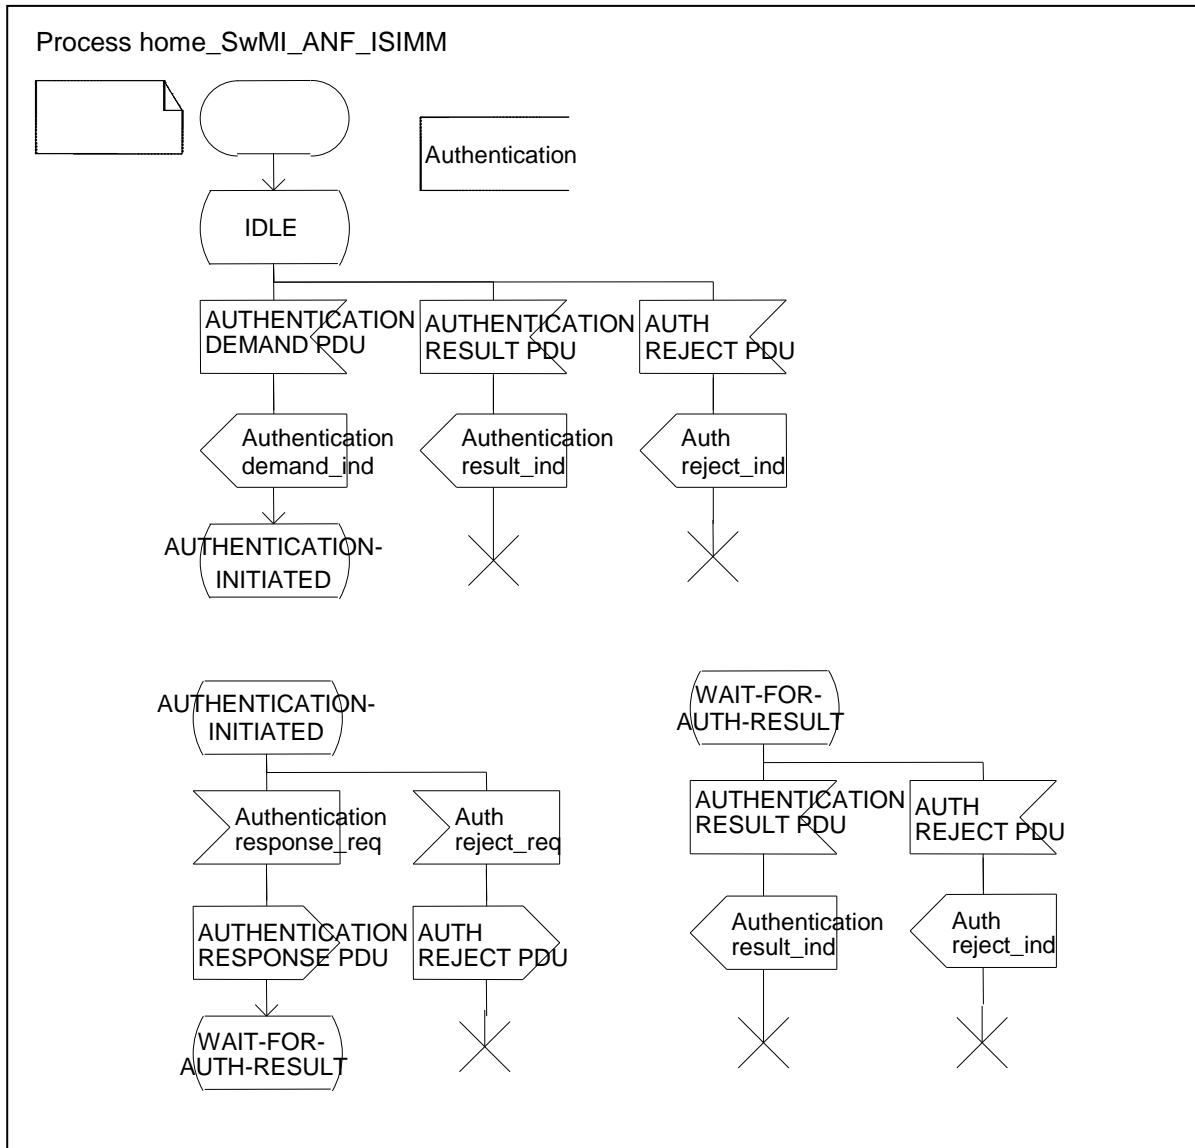 Process home_SwMI_ANF_ISIMM
Authentication
IDLE
AUTHENTICATION
DEMAND PDU
AUTHENTICATION
RESULT PDU
AUTH
REJECT PDU
Authentication
demand_ind
Authentication
result_ind
Auth
reject_ind
AUTHENTICATION-
INITIATED
AUTHENTICATION-
INITIATED
Authentication
response_req
Auth
reject_req
AUTHENTICATION
RESPONSE PDU
AUTH
REJECT PDU
WAIT-FOR-
AUTH-RESULT
WAIT-FOR-
AUTH-RESULT
AUTHENTICATION
RESULT PDU
AUTH
REJECT PDU
Authentication
result_ind
Auth
reject_ind